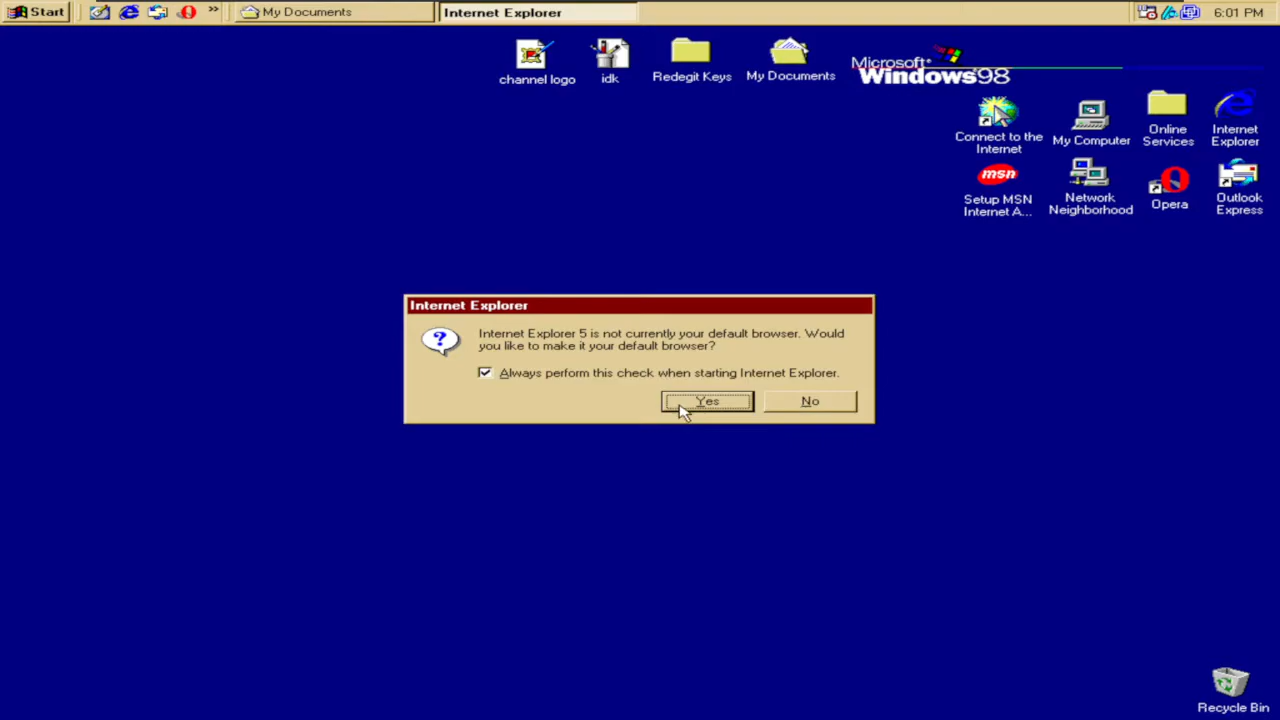 Start
»
My Documents
Internet Explorer
6:01 PM
channel logo
idk
Redegit Keys
My Documents
Microsoft
Windows 98
Connect to the
Internet
My Computer
Online
Services
Internet
Explorer
msn
Setup MSN
Internet A...
Network
Neighborhood
Opera
Outlook
Express
Internet Explorer
?
Internet Explorer 5 is not currently your default browser. Would
you like to make it your default browser?
Always perform this check when starting Internet Explorer.
Yes
No
Recycle Bin